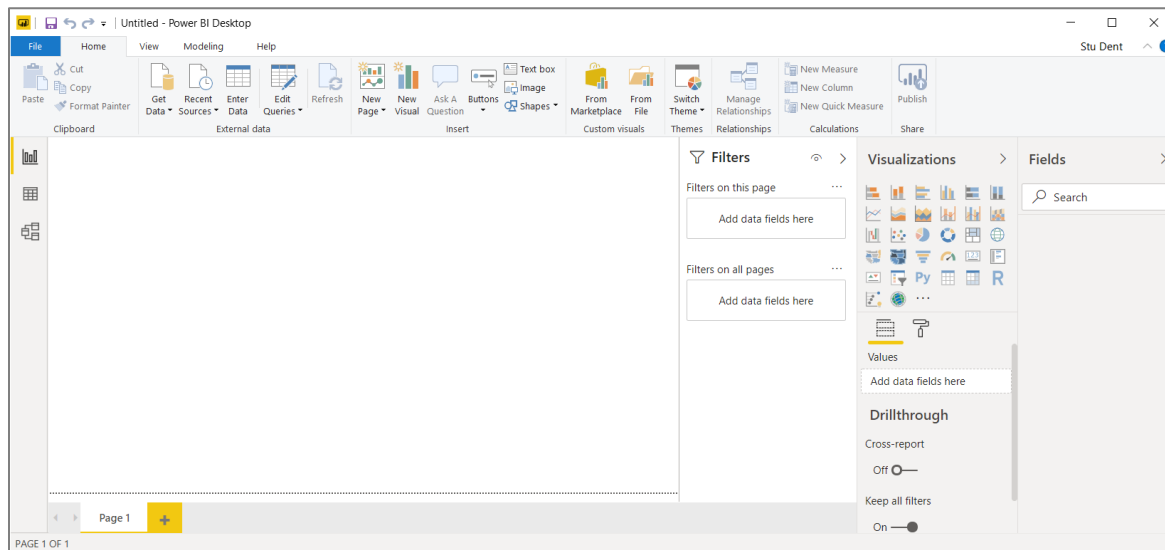 Untitled - Power BI Desktop
File Home View Modeling Help Stu Dent
Paste
Cut
Copy
Format Painter
Clipboard
Get Data
Recent Sources
Enter Data
Edit Queries
Refresh
External data
New Page
New Visual
Ask A Question
Buttons
Text box
Image
Shapes
Insert
From Marketplace
From File
Custom visuals
Switch Theme
Themes
Manage Relationships
Relationships
New Measure
New Column
New Quick Measure
Calculations
Publish
Share
Filters
Filters on this page ...
Add data fields here
Filters on all pages ...
Add data fields here
Visualizations
123
Py
R
...
Values
Add data fields here
Drillthrough
Cross-report
Off
Keep all filters
On
Fields
Search
Page 1
PAGE 1 OF 1